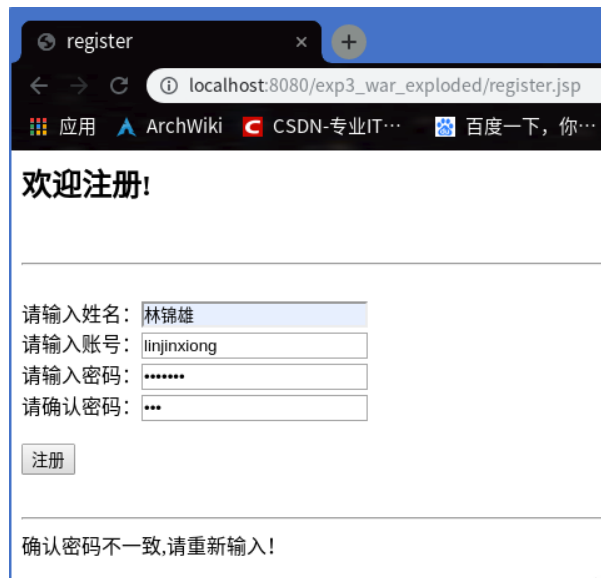 register
localhost:8080/exp3_war_exploded/register.jsp
应用 ArchWiki CSDN-专业IT… 百度一下，你…
欢迎注册!
请输入姓名：林锦雄
请输入账号：linjinxiong
请输入密码：•••••••
请确认密码：•••
注册
确认密码不一致,请重新输入！